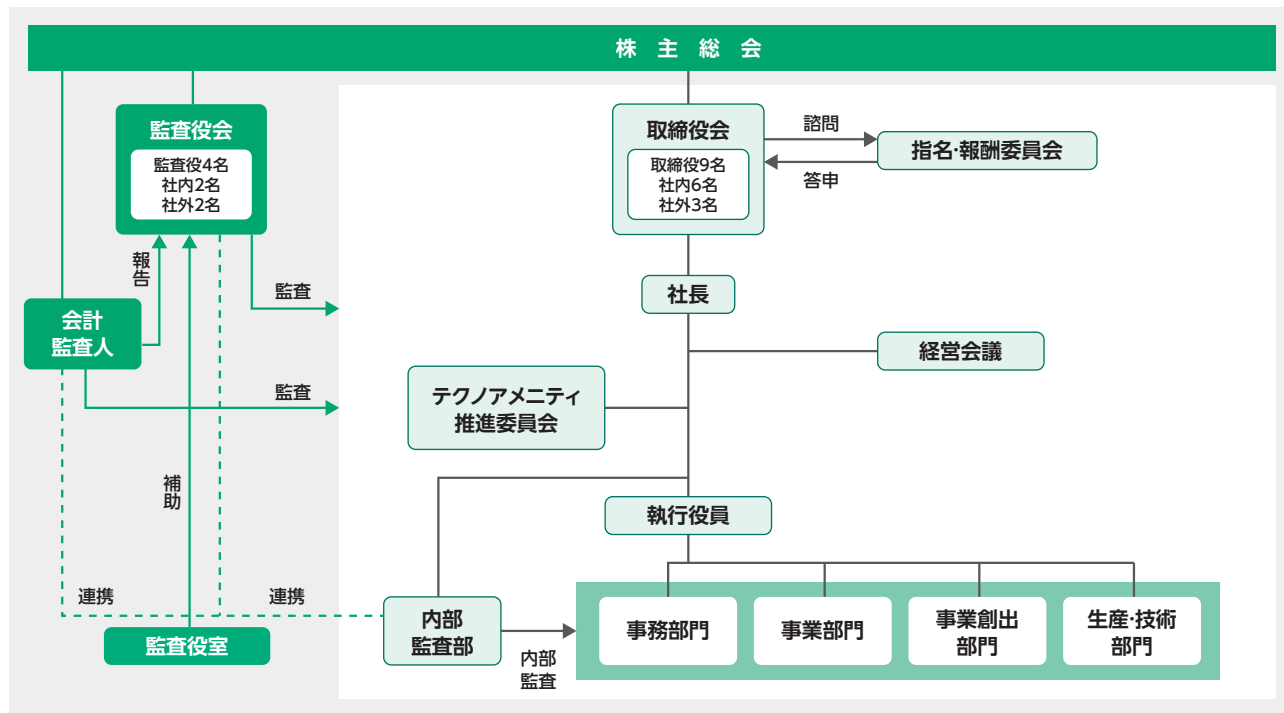 株主総会
監査役会
監査役4名
社内2名
社外2名
取締役会
取締役9名
社内6名
社外3名
諮問
答申
指名・報酬委員会
報告
監査
社長
会計
監査人
経営会議
監査
テクノアメニティ
推進委員会
補助
執行役員
連携
連携
内部
監査部
内部
監査
事務部門
事業部門
事業創出
部門
生産・技術
部門
監査役室